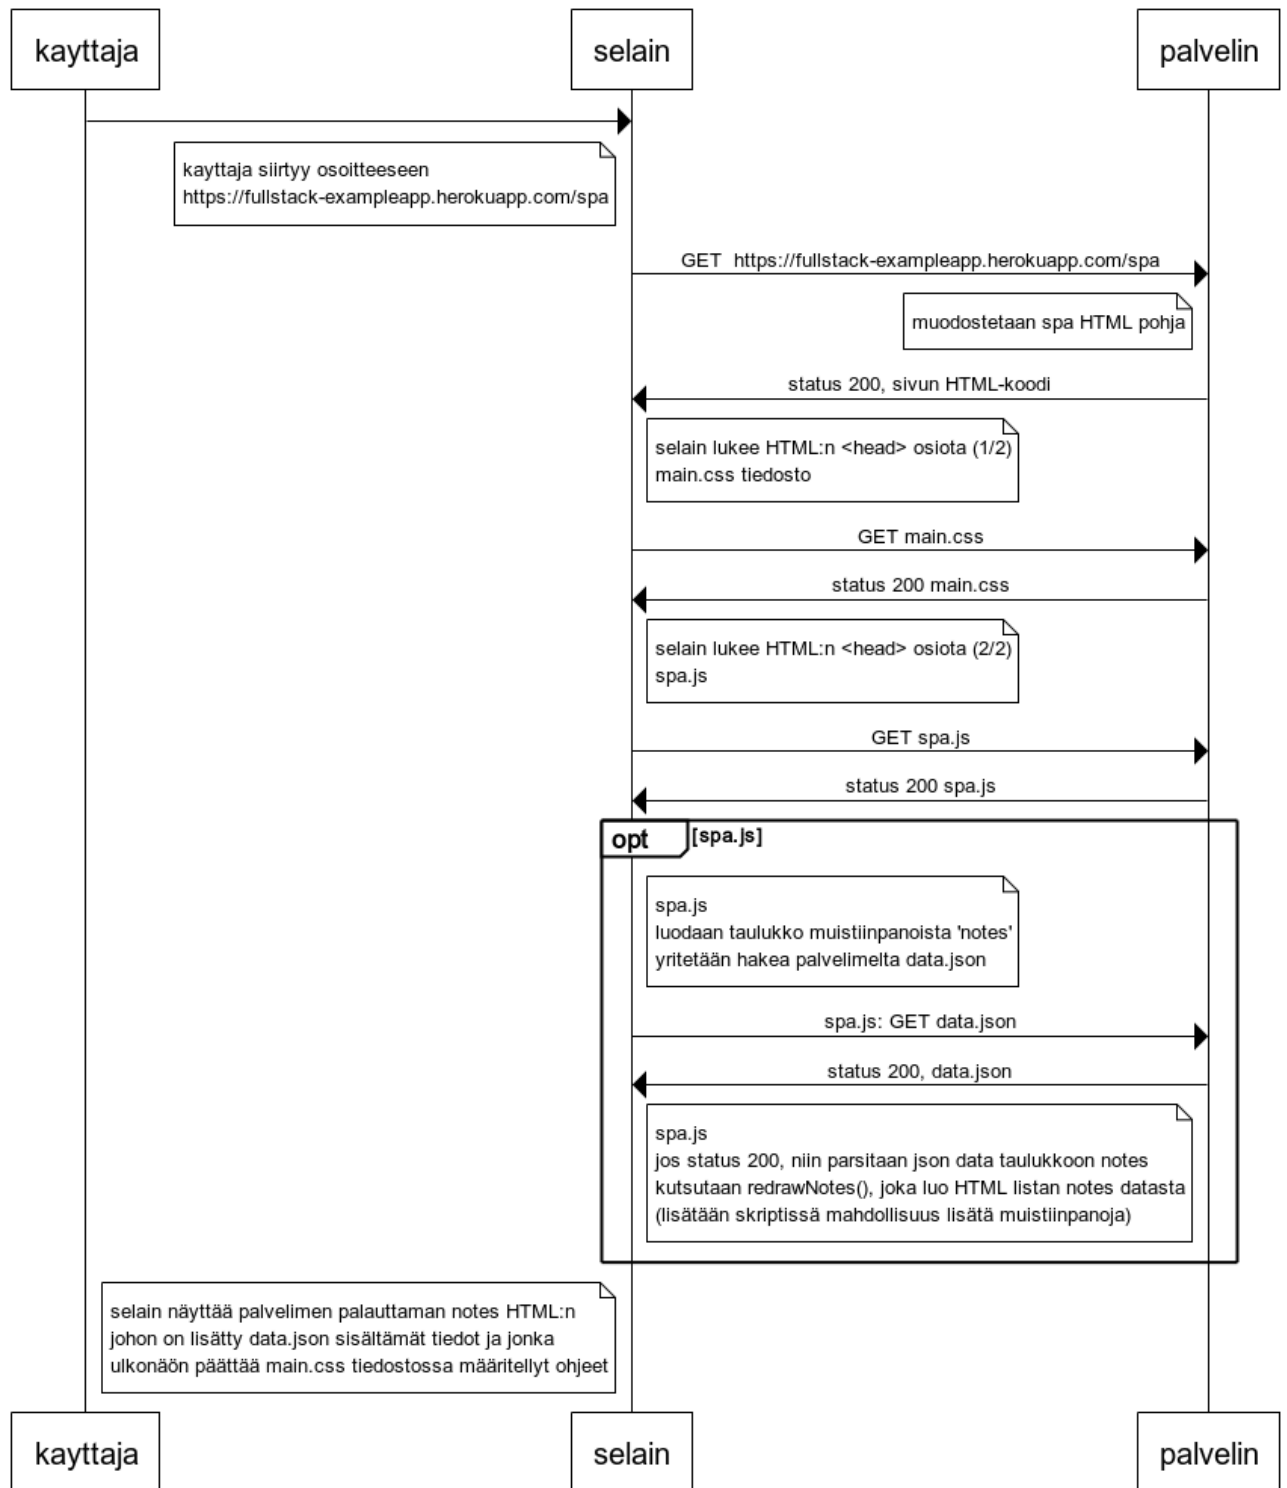 kayttaja
selain
palvelin
kayttaja siirtyy osoitteeseen
https://fullstack-exampleapp.herokuapp.com/spa
GET  https://fullstack-exampleapp.herokuapp.com/spa
muodostetaan spa HTML pohja
status 200, sivun HTML-koodi
selain lukee HTML:n <head> osiota (1/2)
main.css tiedosto
GET main.css
status 200 main.css
selain lukee HTML:n <head> osiota (2/2)
spa.js
GET spa.js
status 200 spa.js
opt [spa.js]
spa.js
luodaan taulukko muistiinpanoista 'notes'
yritetään hakea palvelimelta data.json
spa.js: GET data.json
status 200, data.json
spa.js
jos status 200, niin parsitaan json data taulukkoon notes
kutsutaan redrawNotes(), joka luo HTML listan notes datasta
(lisätään skriptissä mahdollisuus lisätä muistiinpanoja)
selain näyttää palvelimen palauttaman notes HTML:n
johon on lisätty data.json sisältämät tiedot ja jonka
ulkonäön päättää main.css tiedostossa määritellyt ohjeet
kayttaja
selain
palvelin